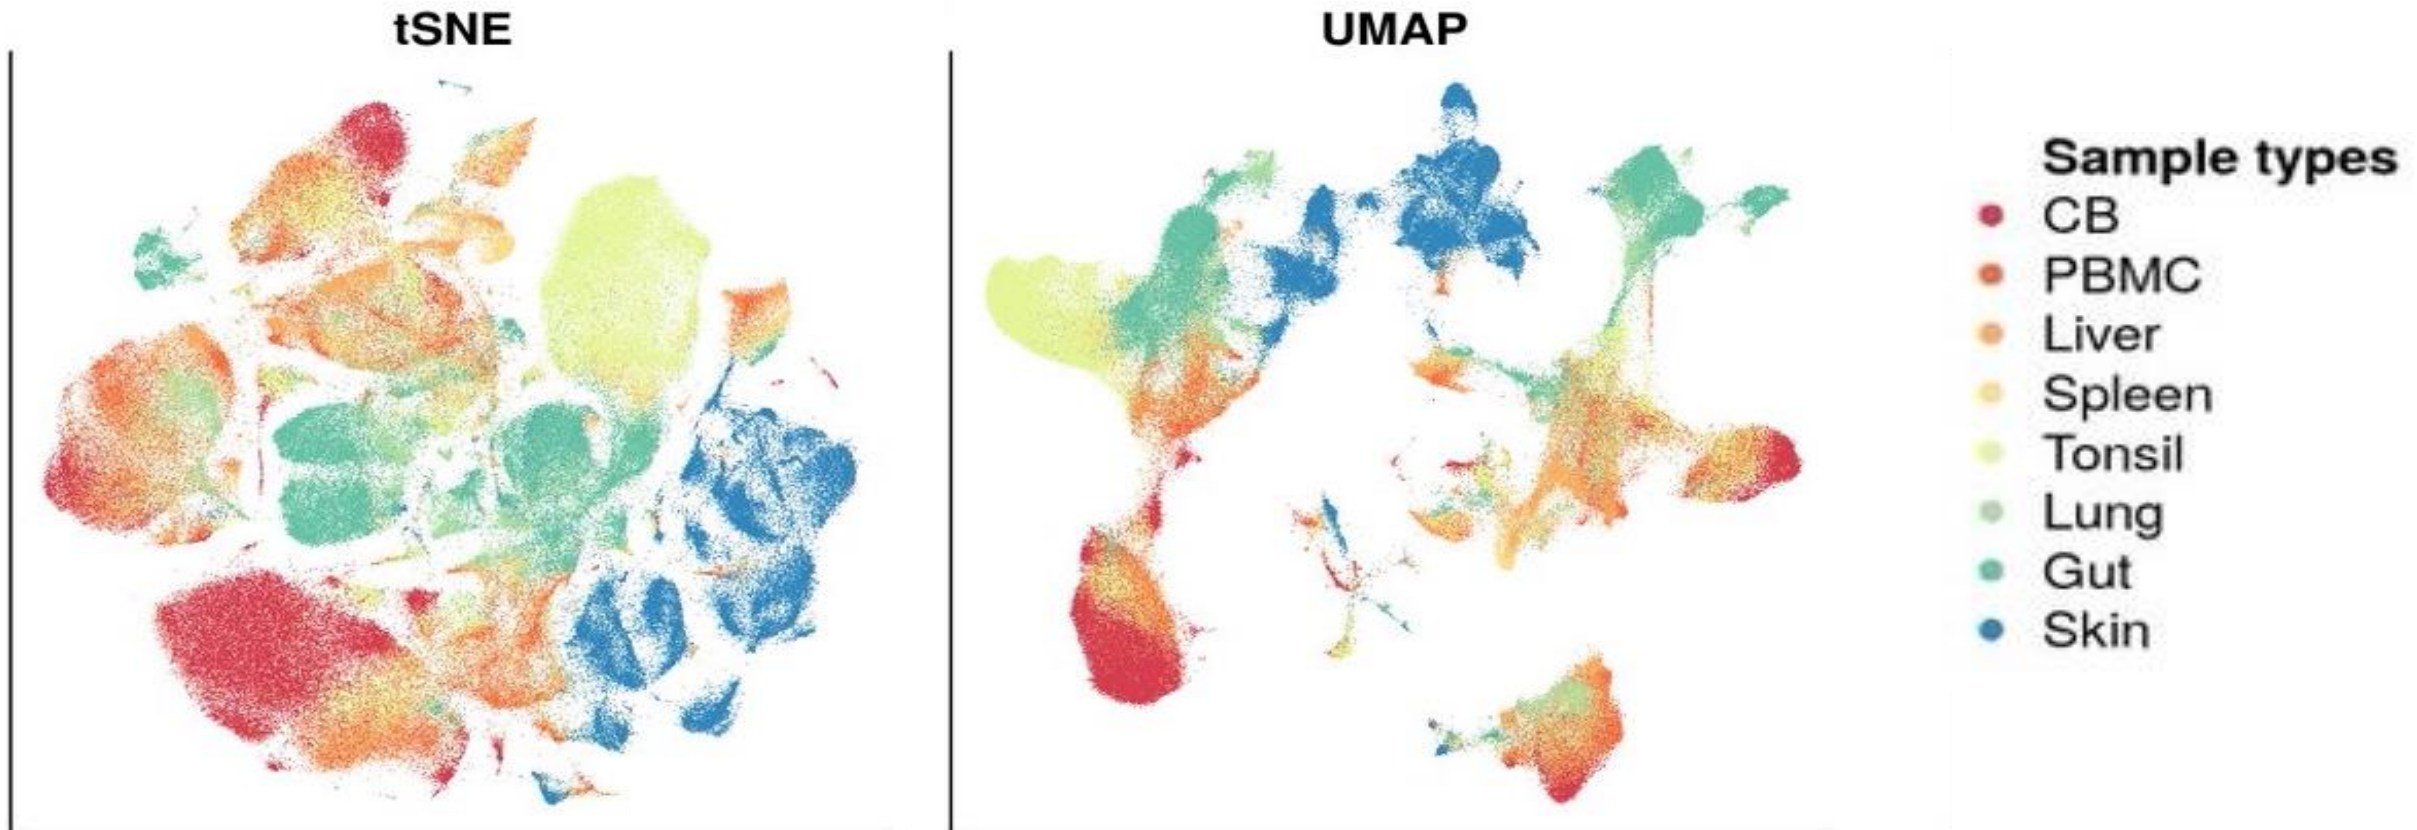 tSNE
UMAP
Sample types
CB
PBMC
Liver
Spleen
Tonsil
Lung
Gut
Skin